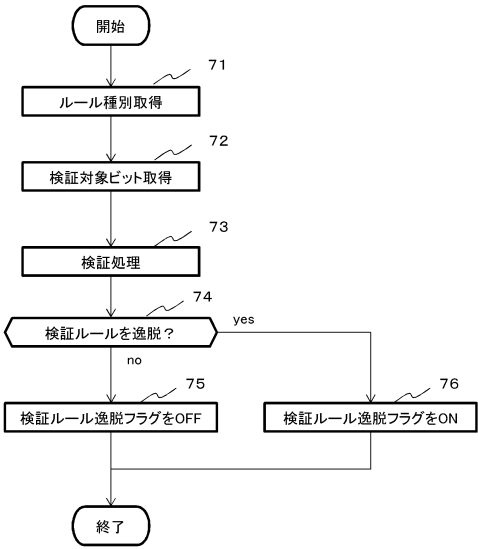 開始
71
ルール種別取得
72
検証対象ビット取得
73
検証処理
74
検証ルールを逸脱？
yes
no
75
検証ルール逸脱フラグをOFF
76
検証ルール逸脱フラグをON
終了